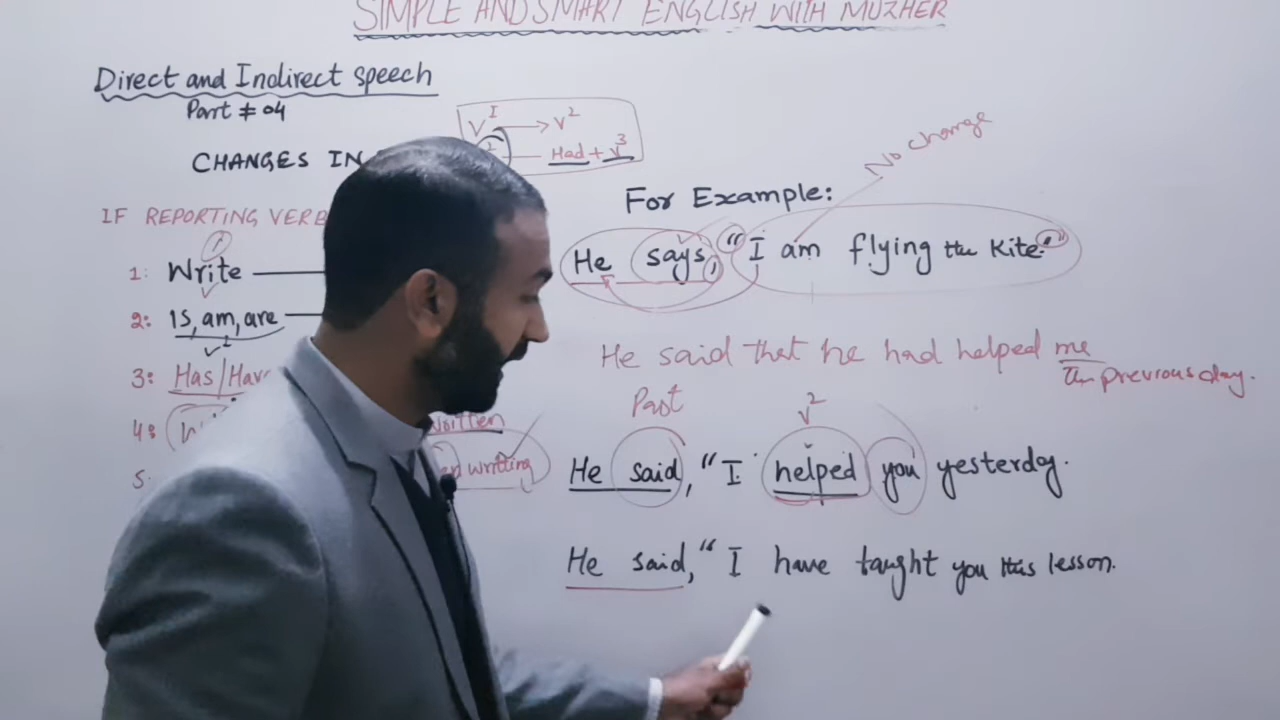 SIMPLE AND SMART ENGLISH WITH MUZHER
Direct and Indirect speech
Part # 04
CHANGES IN
V¹ → V²
² Had + V³
IF REPORTING VERB
1: Write
2: Is, am, are
3: Has/Have
4:
5:
written
writting
No change
For Example:
He says, "I am flying the kite."
He said that he had helped me
the previous day.
Past
V²
He said, "I helped you yesterday.
He said, "I have taught you this lesson.